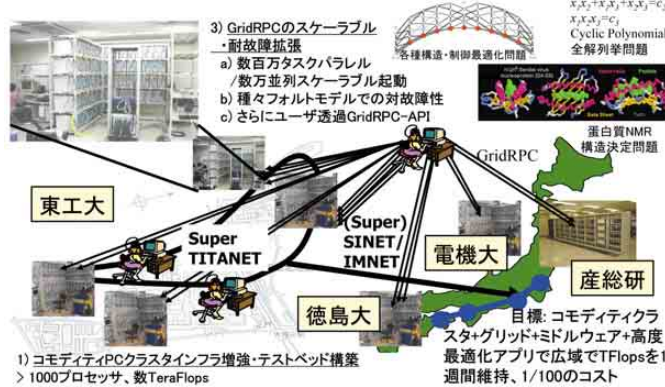 3) GridRPCのスケーラブル
・耐故障拡張
a) 数百万タスクパラレル
/数万並列スケーラブル起動
b) 種々フォルトモデルでの対故障性
c) さらにユーザ透過GridRPC-API
各種構造・制御最適化問題
x₁x₂+x₁x₃+x₂x₃=c₂
x₁x₂x₃=c₃
Cyclic Polynomial
全解列挙問題
蛋白質NMR
構造決定問題
GridRPC
東工大
Super
TITANET
(Super)
SINET/
IMNET
電機大
産総研
徳島大
目標: コモディティクラ
スタ+グリッド+ミドルウェア+高度
最適化アプリで広域でTFlopsを1
週間維持、1/100のコスト
1) コモディティPCクラスタインフラ増強・テストベッド構築
> 1000プロセッサ、数TeraFlops